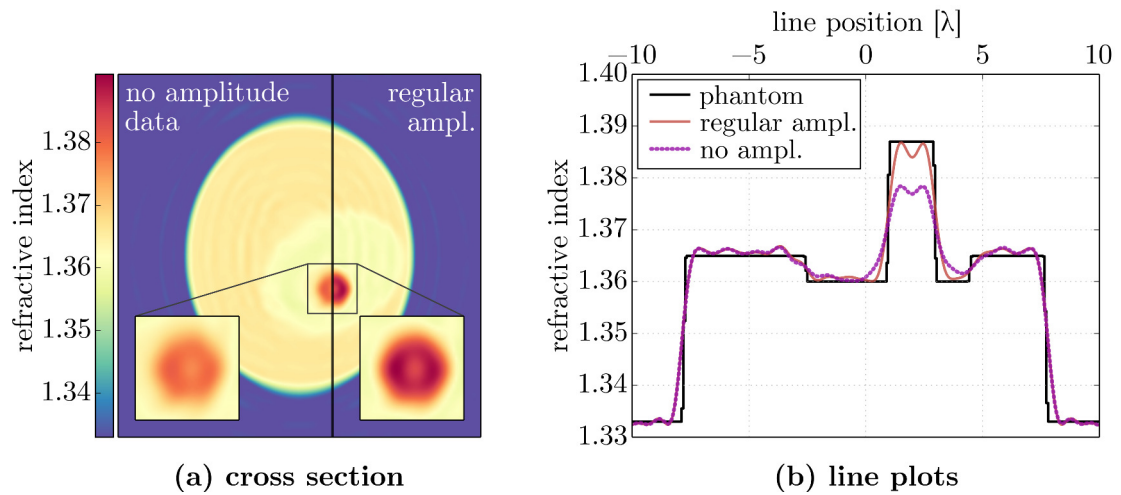 no amplitude data
regular ampl.
refractive index
1.38
1.37
1.36
1.35
1.34
(a) cross section
line position [λ]
−10 −5 0 5 10
1.40
1.39
1.38
1.37
1.36
1.35
1.34
1.33
refractive index
phantom
regular ampl.
no ampl.
(b) line plots